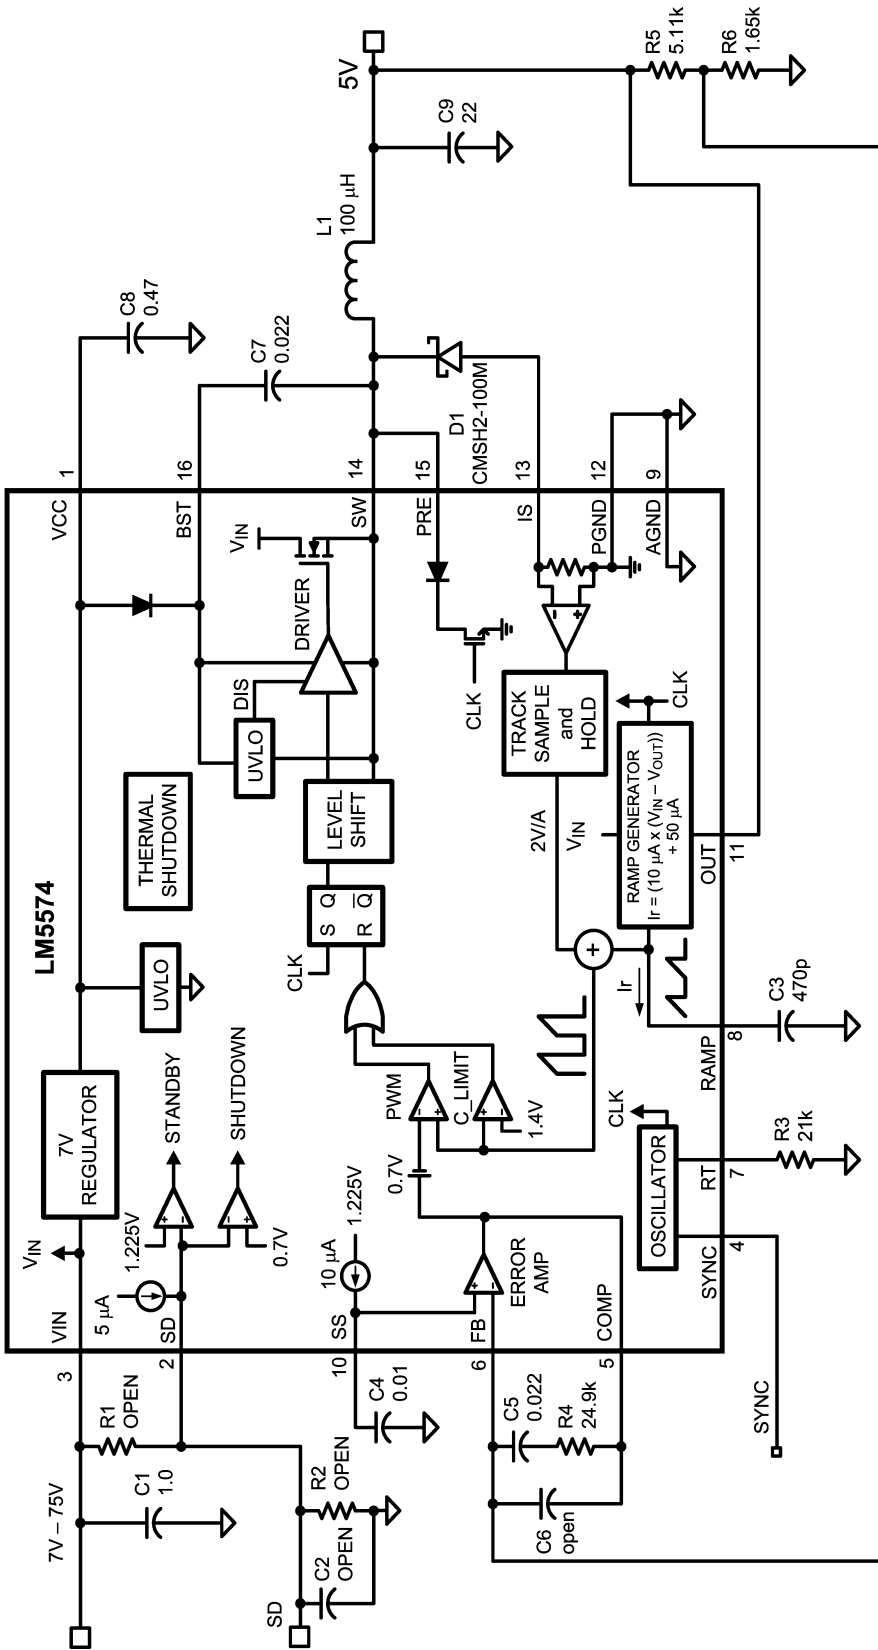 LM5574
7V – 75V
VIN
3
VIN
7V
REGULATOR
UVLO
THERMAL
SHUTDOWN
VCC
1
C8
0.47
C1
1.0
R1
OPEN
5 µA
SD
2
1.225V
STANDBY
SHUTDOWN
0.7V
UVLO
DIS
BST
16
C7
0.022
VIN
DRIVER
SD
C2
OPEN
R2
OPEN
10
SS
10 µA
1.225V
C4
0.01
CLK
S Q
R Q
LEVEL
SHIFT
SW
14
L1
100 µH
5V
C9
22
PWM
C_LIMIT
0.7V
1.4V
CLK
PRE
15
D1
CMSH2-100M
6
FB
ERROR
AMP
C5
0.022
R4
24.9k
C6
open
5
COMP
2V/A
TRACK
SAMPLE
and
HOLD
IS
13
PGND
12
AGND
9
R5
5.11k
R6
1.65k
VIN
RAMP GENERATOR
Ir = (10 µA x (VIN – VOUT))
+ 50 µA
CLK
Ir
OSCILLATOR
CLK
SYNC
4
SYNC
RT
7
R3
21k
RAMP
8
C3
470p
OUT
11